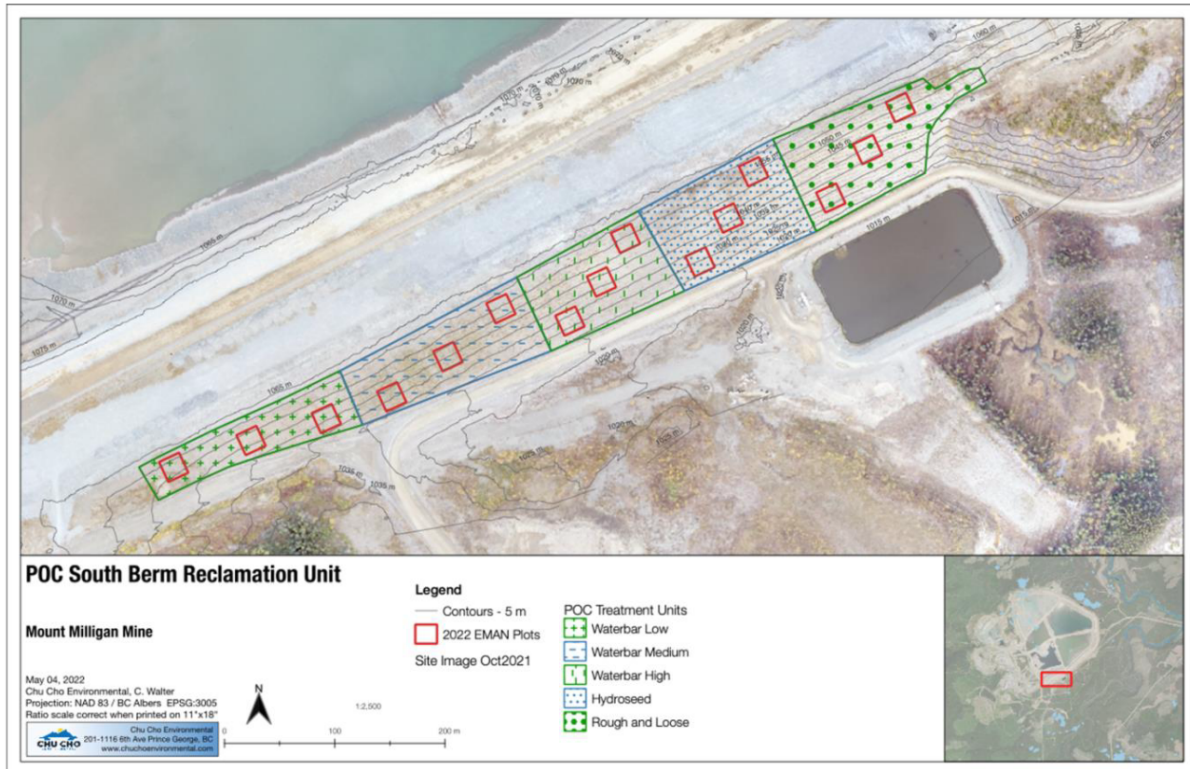 1060 m
1065 m
1070 m
1075 m
1065 m
1015 m
1015 m
1020 m
1035 m
1035 m
POC South Berm Reclamation Unit
Mount Milligan Mine
May 04, 2022
Chu Cho Environmental, C. Walter
Projection: NAD 83 / BC Albers EPSG:3005
Ratio scale correct when printed on 11"x18"
CHU CHO
Chu Cho Environmental
201-1116 6th Ave Prince George, BC
www.chuchoenvironmental.com
N
1:2,500
0
100
200 m
Legend
Contours - 5 m
2022 EMAN Plots
Site Image Oct2021
POC Treatment Units
Waterbar Low
Waterbar Medium
Waterbar High
Hydroseed
Rough and Loose